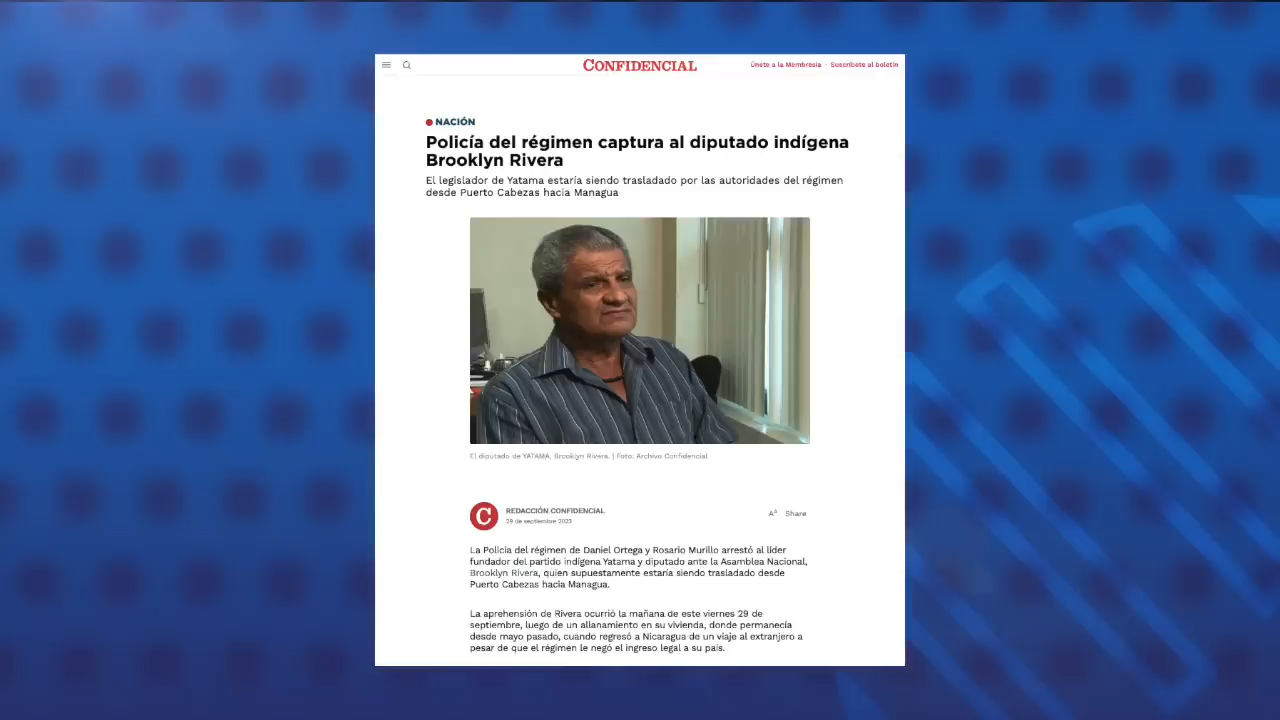 CONFIDENCIAL
Únete a la Membresía - Suscríbete al boletín
NACIÓN
Policía del régimen captura al diputado indígena
Brooklyn Rivera
El legislador de Yatama estaría siendo trasladado por las autoridades del régimen
desde Puerto Cabezas hacia Managua
El diputado de YATAMA, Brooklyn Rivera. | Foto: Archivo Confidencial
C
REDACCIÓN CONFIDENCIAL
29 de septiembre 2023
AA Share
La Policía del régimen de Daniel Ortega y Rosario Murillo arrestó al líder
fundador del partido indígena Yatama y diputado ante la Asamblea Nacional,
Brooklyn Rivera, quien supuestamente estaría siendo trasladado desde
Puerto Cabezas hacia Managua.
La aprehensión de Rivera ocurrió la mañana de este viernes 29 de
septiembre, luego de un allanamiento en su vivienda, donde permanecía
desde mayo pasado, cuando regresó a Nicaragua de un viaje al extranjero a
pesar de que el régimen le negó el ingreso legal a su país.